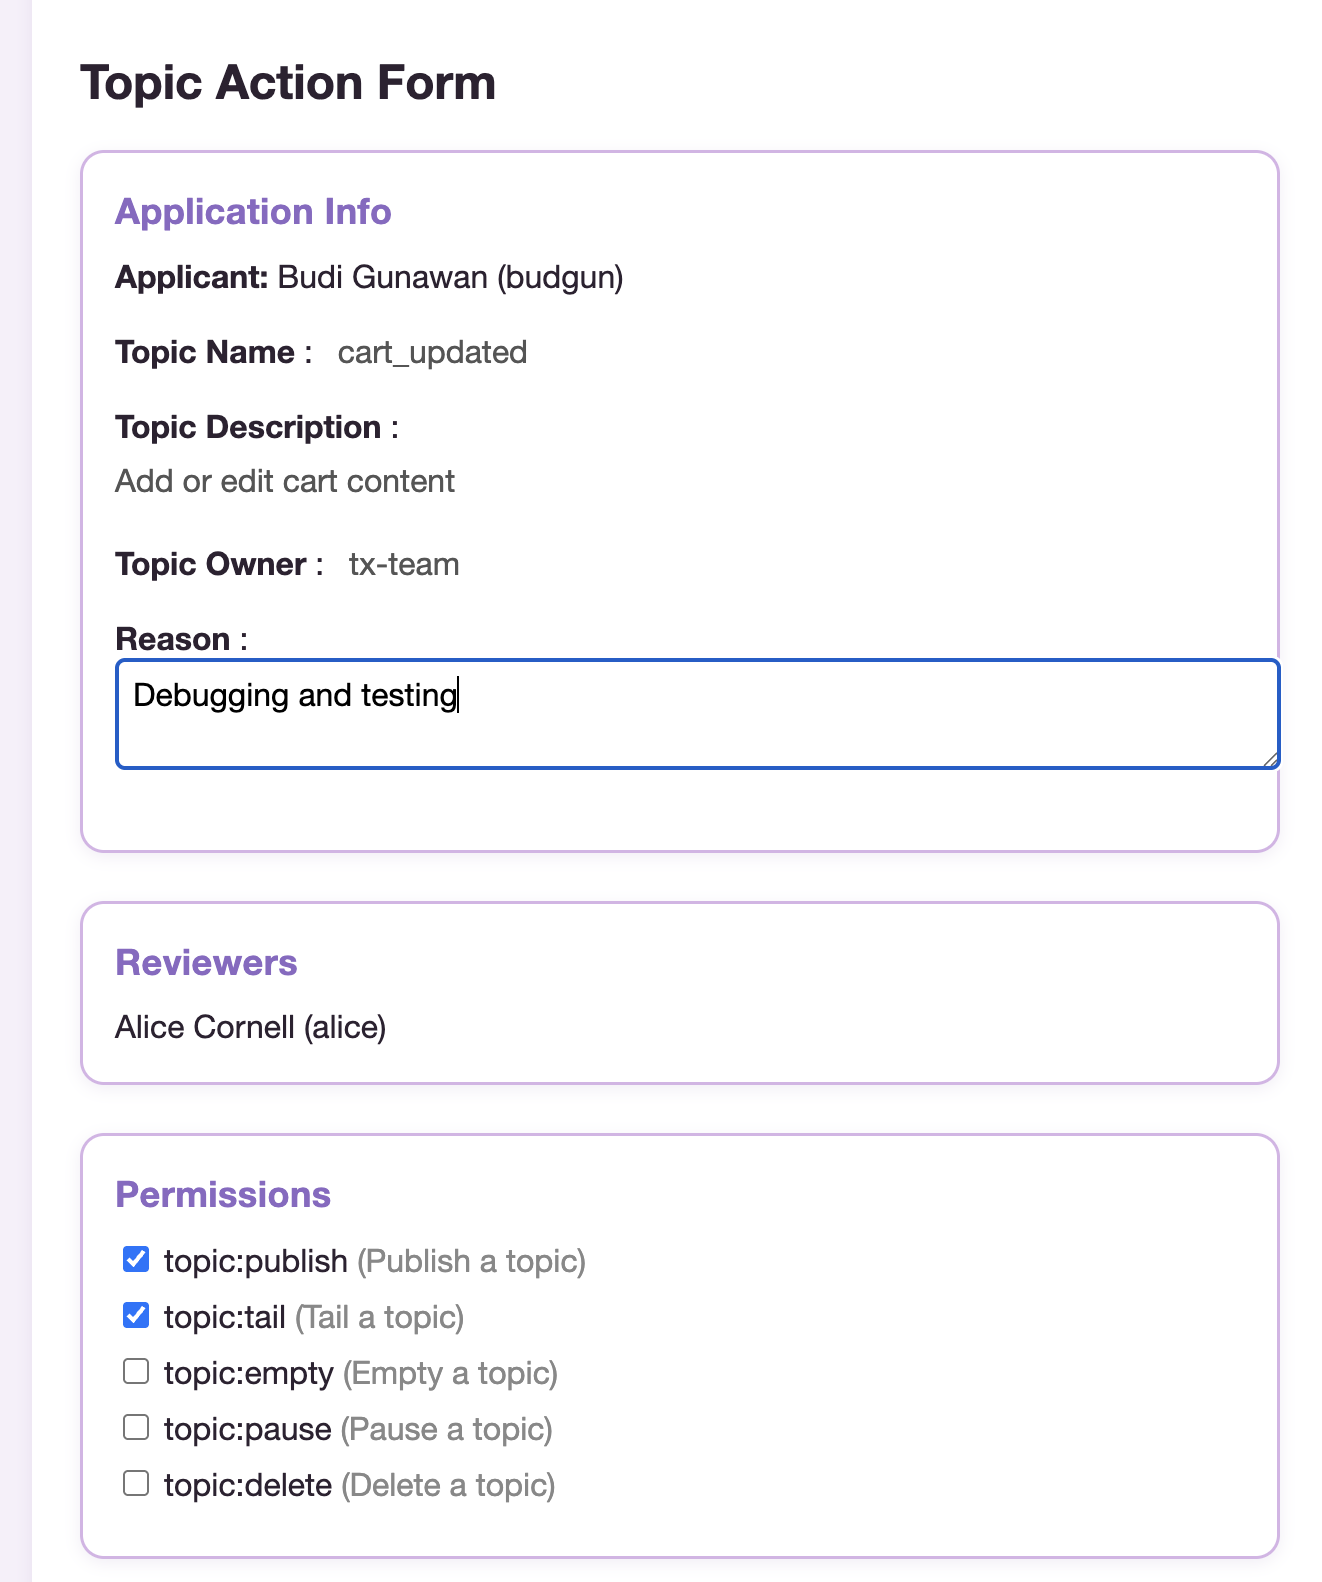 Topic Action Form
Application Info
Applicant: Budi Gunawan (budgun)
Topic Name : cart_updated
Topic Description :
Add or edit cart content
Topic Owner : tx-team
Reason :
Debugging and testing
Reviewers
Alice Cornell (alice)
Permissions
topic:publish (Publish a topic)
topic:tail (Tail a topic)
topic:empty (Empty a topic)
topic:pause (Pause a topic)
topic:delete (Delete a topic)